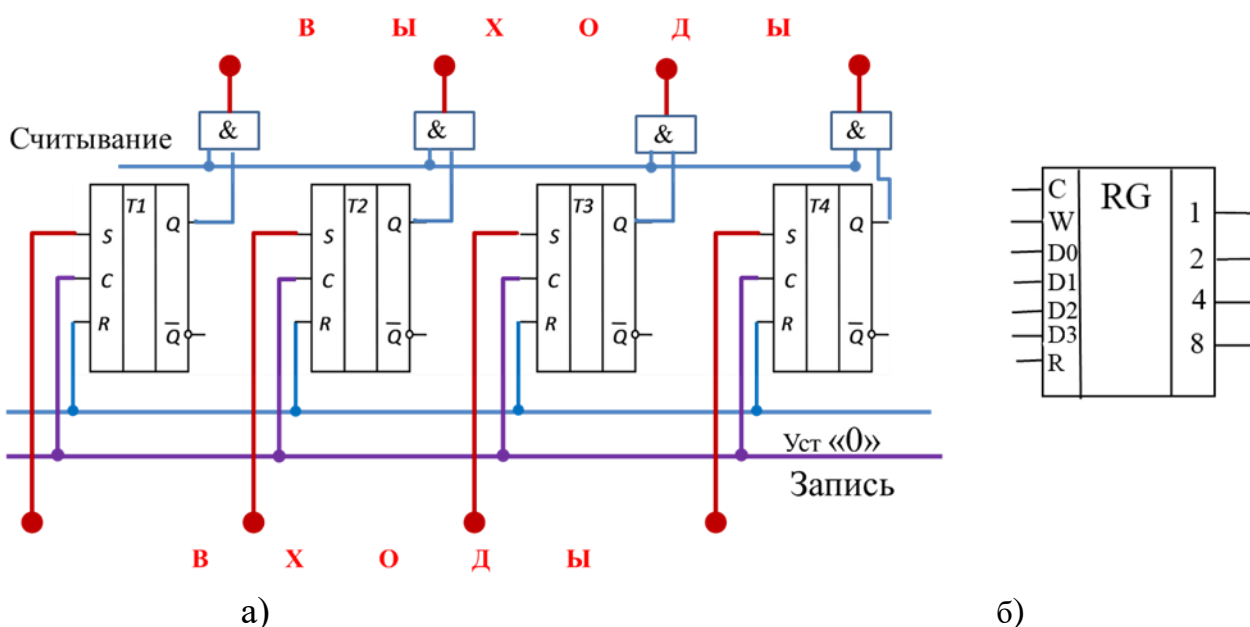 В Ы Х О Д Ы
& & & &
Считывание
T1 T2 T3 T4
Q Q Q Q
S S S S
C C C C
R R R R
Q Q Q Q
C RG
W 1
D0
D1 2
D2 4
D3 8
R
Уст «0»
Запись
В Х О Д Ы
а) б)